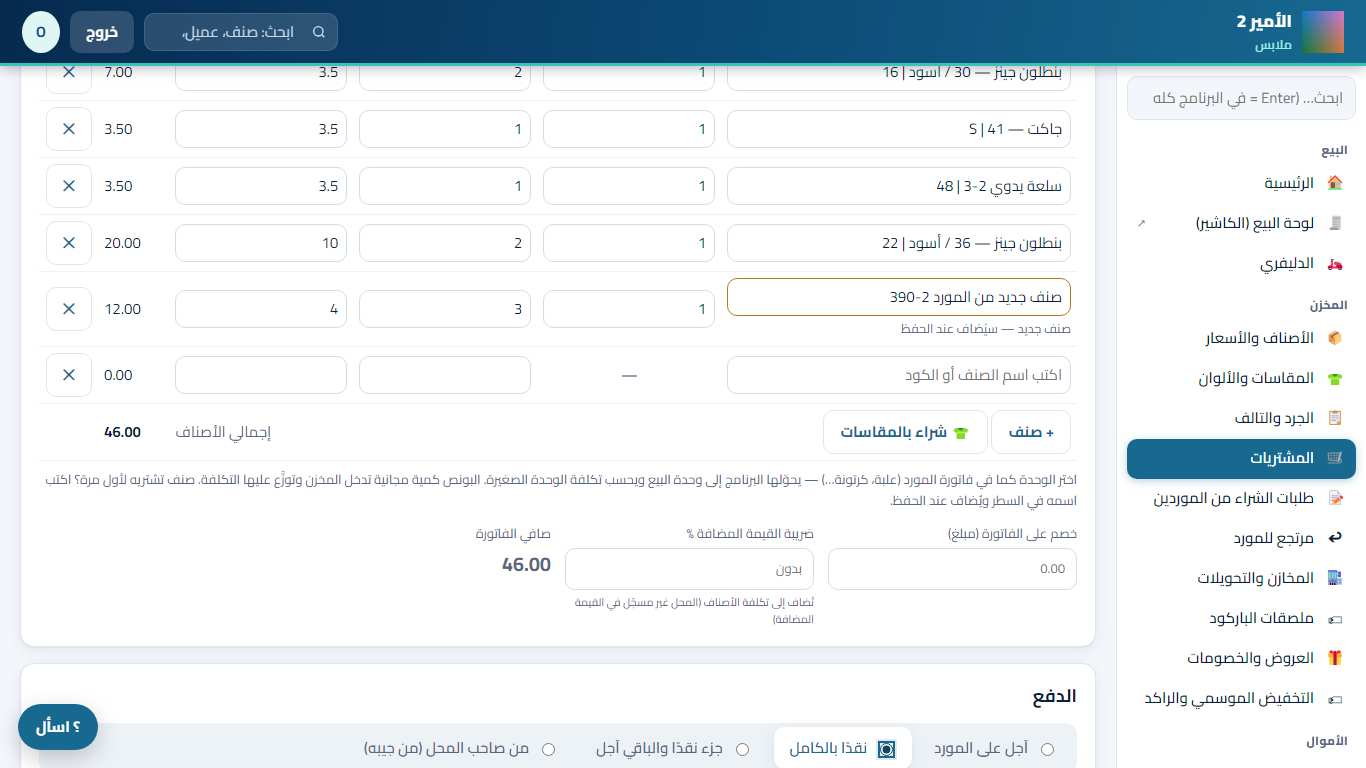 الأمير 2
ملابس
ابحث: صنف، عميل،
خروج
O
ابحث... (Enter = في البرنامج كله
البيع
الرئيسية
لوحة البيع (الكاشير)
الدليفري
المخزن
الأصناف والأسعار
المقاسات والألوان
الجرد والتالف
المشتريات
طلبات الشراء من الموردين
مرتجع للمورد
المخازن والتحويلات
ملصقات الباركود
العروض والخصومات
التخفيض الموسمي والراكد
الأموال
بنطلون جينز — 30 / أسود | 16 1 2 3.5 7.00
جاكت — S | 41 1 1 3.5 3.50
سلعة يدوي 2-3 | 48 1 1 3.5 3.50
بنطلون جينز — 36 / أسود | 22 1 2 10 20.00
صنف جديد من المورد 2-390 1 3 4 12.00
صنف جديد — سيُضاف عند الحفظ
اكتب اسم الصنف أو الكود — 0.00
+ صنف شراء بالمقاسات إجمالي الأصناف 46.00
اختر الوحدة كما في فاتورة المورد (علبة، كرتونة...) — يحوّلها البرنامج إلى وحدة البيع ويحسب تكلفة الوحدة الصغيرة. البونص كمية مجانية تدخل المخزن وتوزَّع عليها التكلفة. صنف تشتريه لأول مرة؟ اكتب
اسمه في السطر ويُضاف عند الحفظ.
خصم على الفاتورة (مبلغ) ضريبة القيمة المضافة % صافي الفاتورة
0.00 بدون 46.00
تُضاف إلى تكلفة الأصناف (المحل غير مسجّل في القيمة
المضافة)
الدفع
آجل على المورد نقدًا بالكامل جزء نقدًا والباقي آجل من صاحب المحل (من جيبه)
؟ اسأل